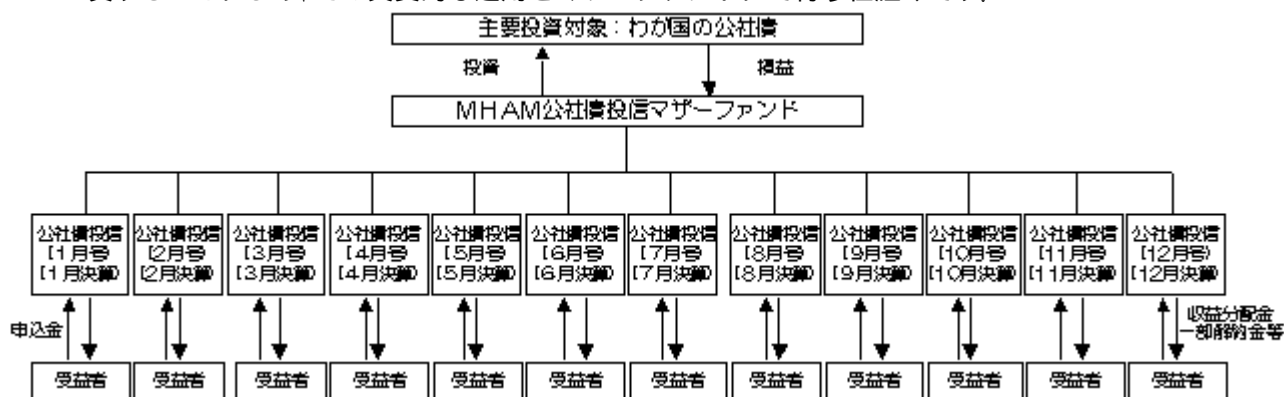 主要投資対象：わが国の公社債
投資
損益
MHAM公社債投信マザーファンド
公社債投信
[1月号]
[1月決算]
公社債投信
[2月号]
[2月決算]
公社債投信
[3月号]
[3月決算]
公社債投信
[4月号]
[4月決算]
公社債投信
[5月号]
[5月決算]
公社債投信
[6月号]
[6月決算]
公社債投信
[7月号]
[7月決算]
公社債投信
[8月号]
[8月決算]
公社債投信
[9月号]
[9月決算]
公社債投信
[10月号]
[10月決算]
公社債投信
[11月号]
[11月決算]
公社債投信
[12月号]
[12月決算]
申込金
収益分配金
一部解約金等
受益者
受益者
受益者
受益者
受益者
受益者
受益者
受益者
受益者
受益者
受益者
受益者